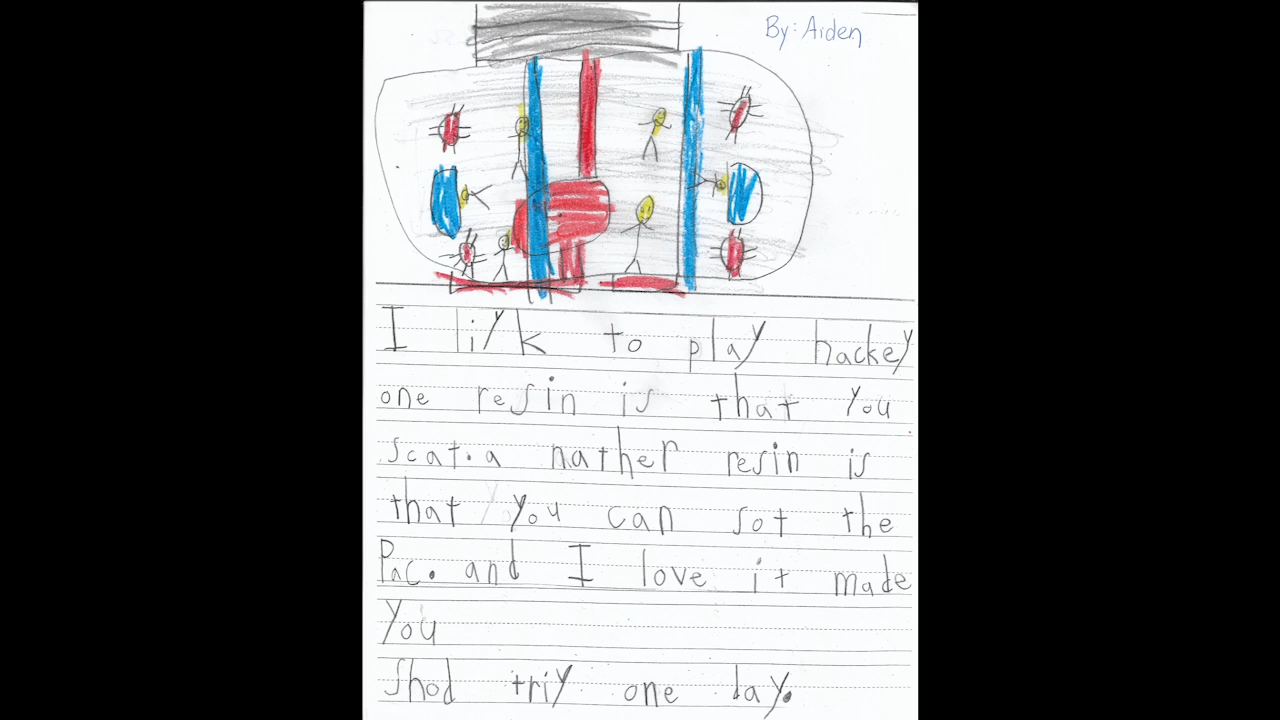 By: Aiden
I liyk to play hackey
one resin is that you
scat. a nather resin is
that you can sot the
Pac. and I love it made
You
Shod triy one day.